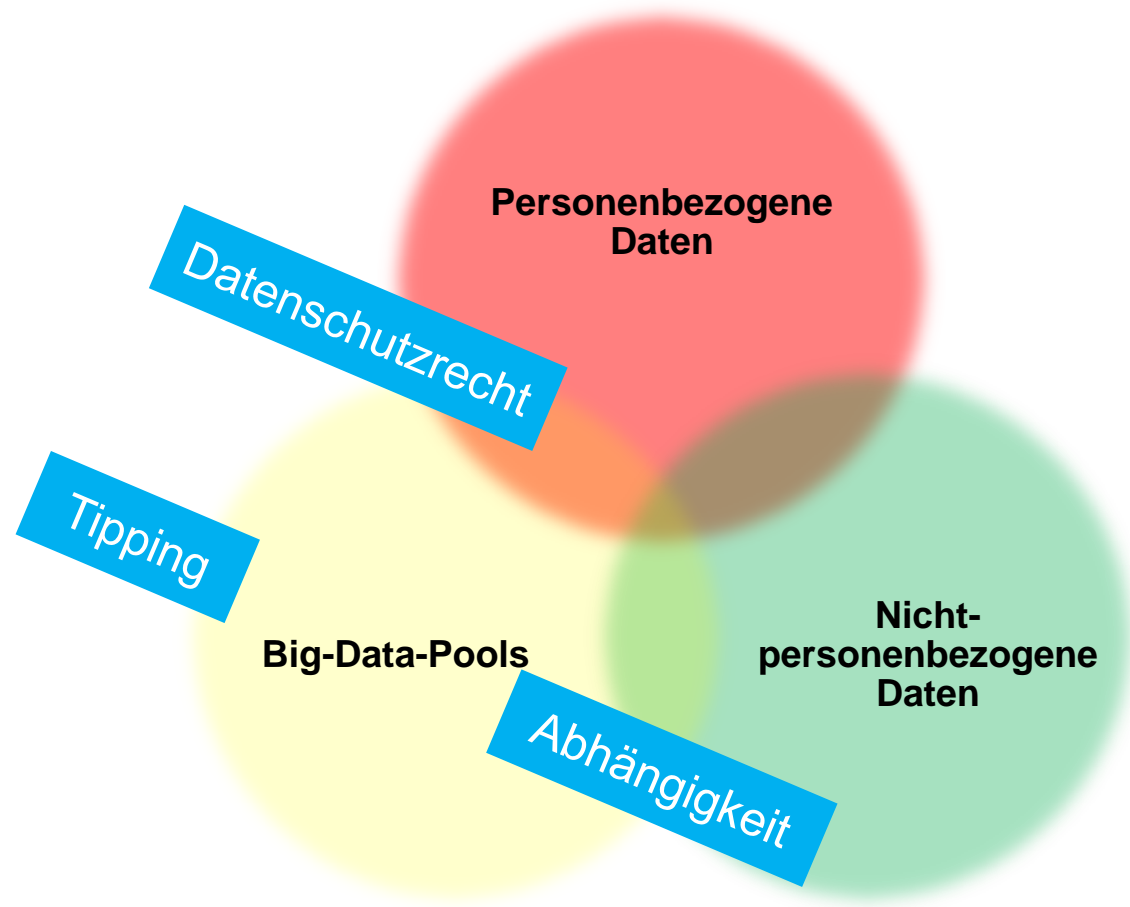 Personenbezogene
Daten
Datenschutzrecht
Tipping
Big-Data-Pools
Nicht-
personenbezogene
Daten
Abhängigkeit